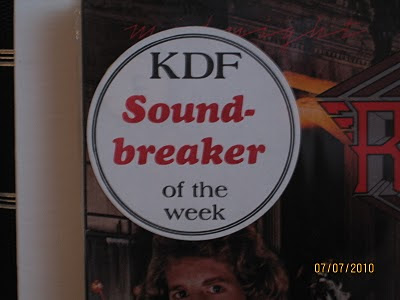 KDF
Sound-
breaker
of the
week
R
07/07/2010